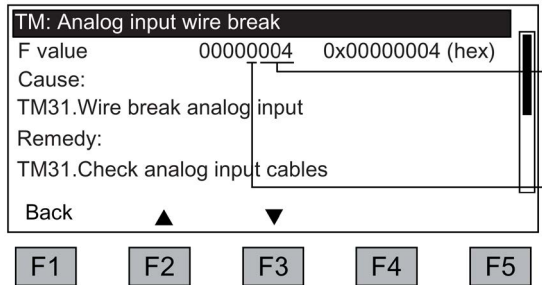 TM: Analog input wire break
F value 00000004 0x00000004 (hex)
Cause:
TM31.Wire break analog input
Remedy:
TM31.Check analog input cables
Back ▲ ▼
F1 F2 F3 F4 F5